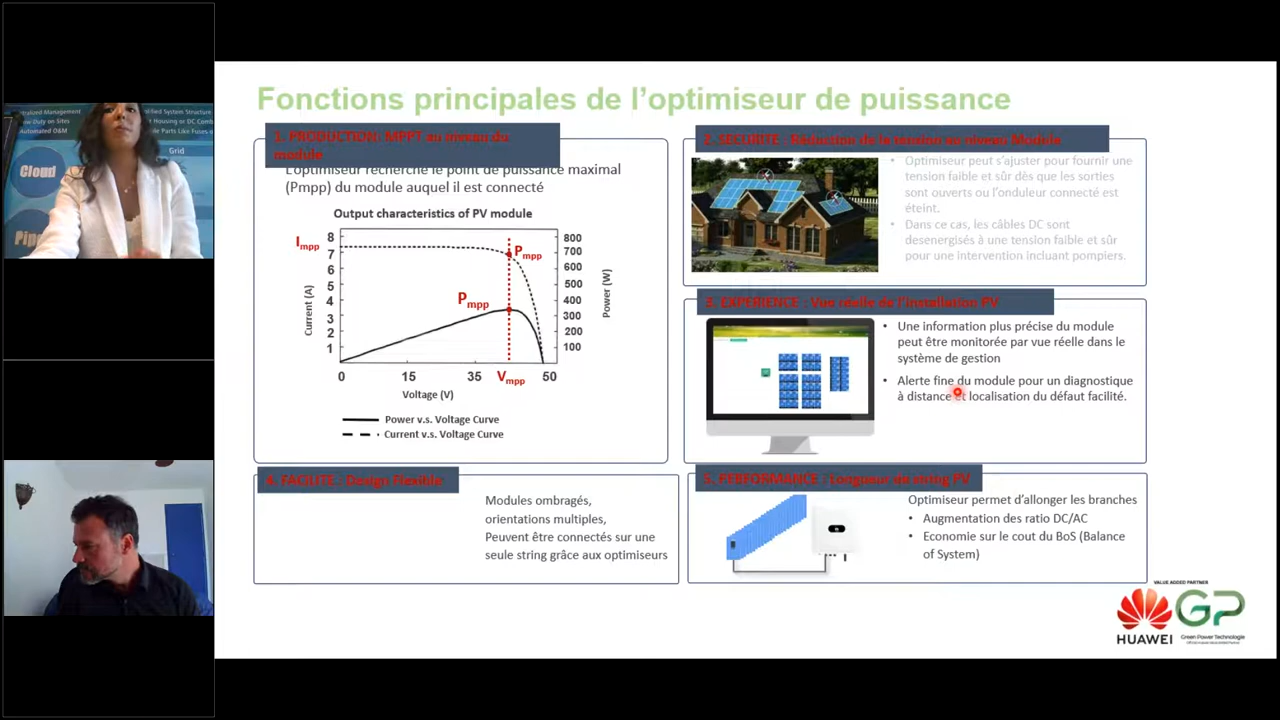 Fonctions principales de l'optimiseur de puissance
1. PRODUCTION: MPPT au niveau du
module
L'optimiseur recherche le point de puissance maximal
(Pmpp) du module auquel il est connecté
Output characteristics of PV module
Impp
8
7
6
5
4
3
2
1
Current (A)
800
700
600
500
400
300
200
100
Power (W)
Pmpp
Pmpp
0
15
35
Vmpp
50
Voltage (V)
Power v.s. Voltage Curve
Current v.s. Voltage Curve
2. SECURITE : Réduction de la tension au niveau Module
Optimiseur peut s'ajuster pour fournir une
tension faible et sûr dès que les sorties
sont ouverts ou l'onduleur connecté est
éteint.
Dans ce cas, les câbles DC sont
desenergisés à une tension faible et sûr
pour une intervention incluant pompiers.
3. EXPERIENCE : Vue réelle de l'installation PV
Une information plus précise du module
peut être monitorée par vue réelle dans le
système de gestion
Alerte fine du module pour un diagnostique
à distance et localisation du défaut facilité.
4. FACILITE : Design Flexible
Modules ombragés,
orientations multiples,
Peuvent être connectés sur une
seule string grâce aux optimiseurs
5. PERFORMANCE : Longueur de string PV
Optimiseur permet d'allonger les branches
Augmentation des ratio DC/AC
Economie sur le cout du BoS (Balance
of System)
VALUE ADDED PARTNER
HUAWEI
GP
Green Power Technologie
Cloud
Grid
Automated O&M